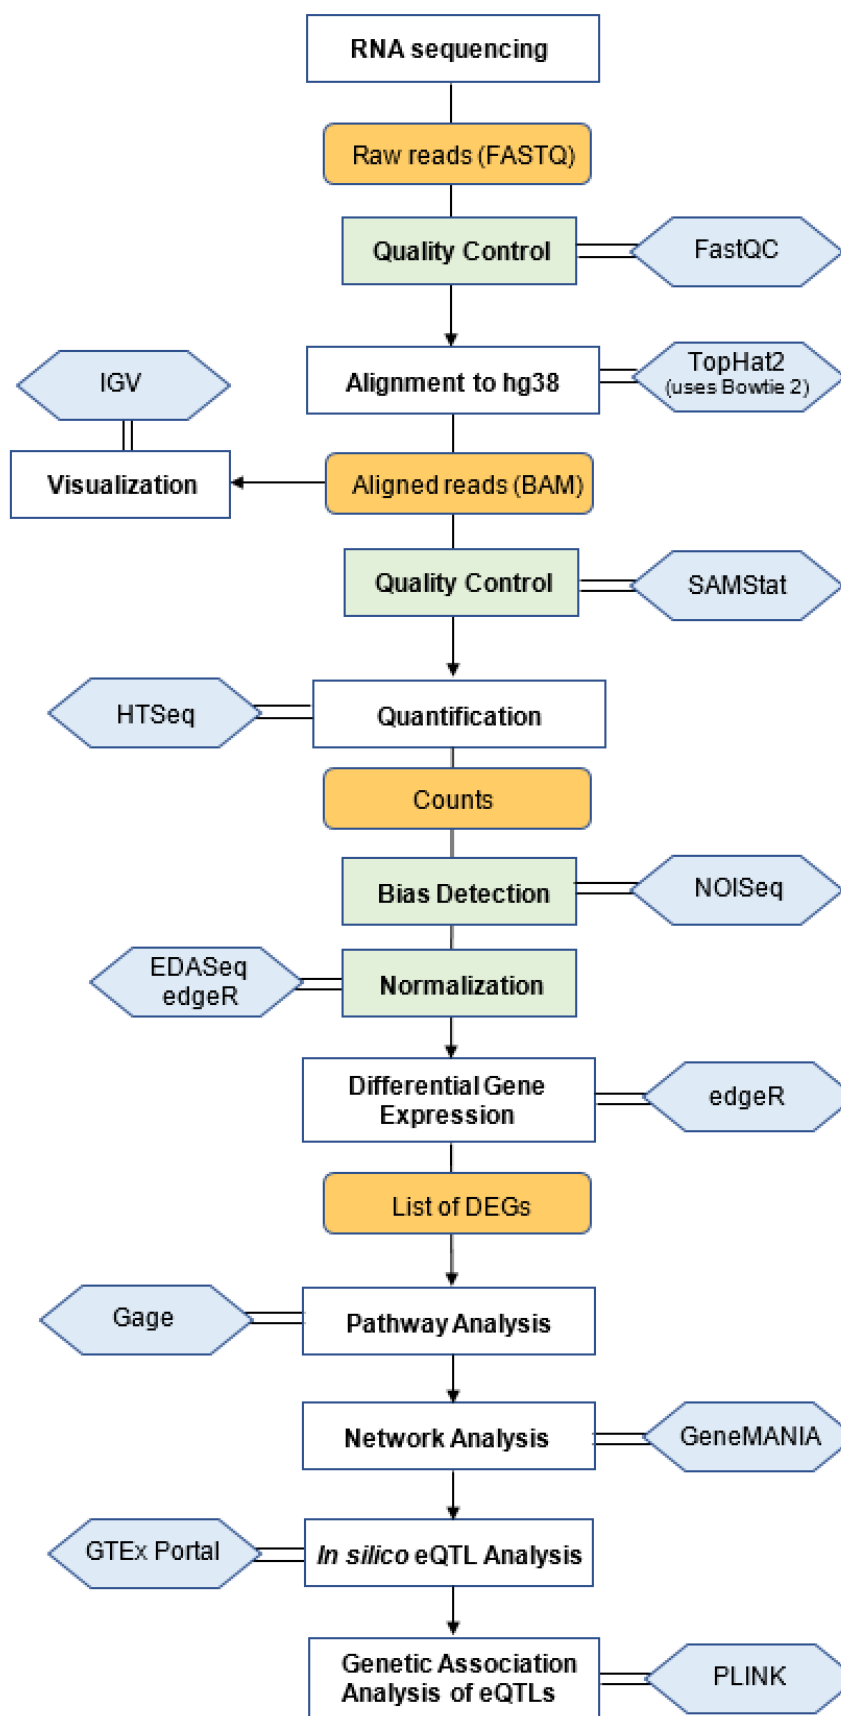 RNA sequencing
Raw reads (FASTQ)
Quality Control
FastQC
Alignment to hg38
TopHat2
(uses Bowtie 2)
IGV
Visualization
Aligned reads (BAM)
Quality Control
SAMStat
HTSeq
Quantification
Counts
Bias Detection
NOISeq
EDASeq
edgeR
Normalization
Differential Gene
Expression
edgeR
List of DEGs
Gage
Pathway Analysis
Network Analysis
GeneMANIA
GTEx Portal
In silico eQTL Analysis
Genetic Association
Analysis of eQTLs
PLINK